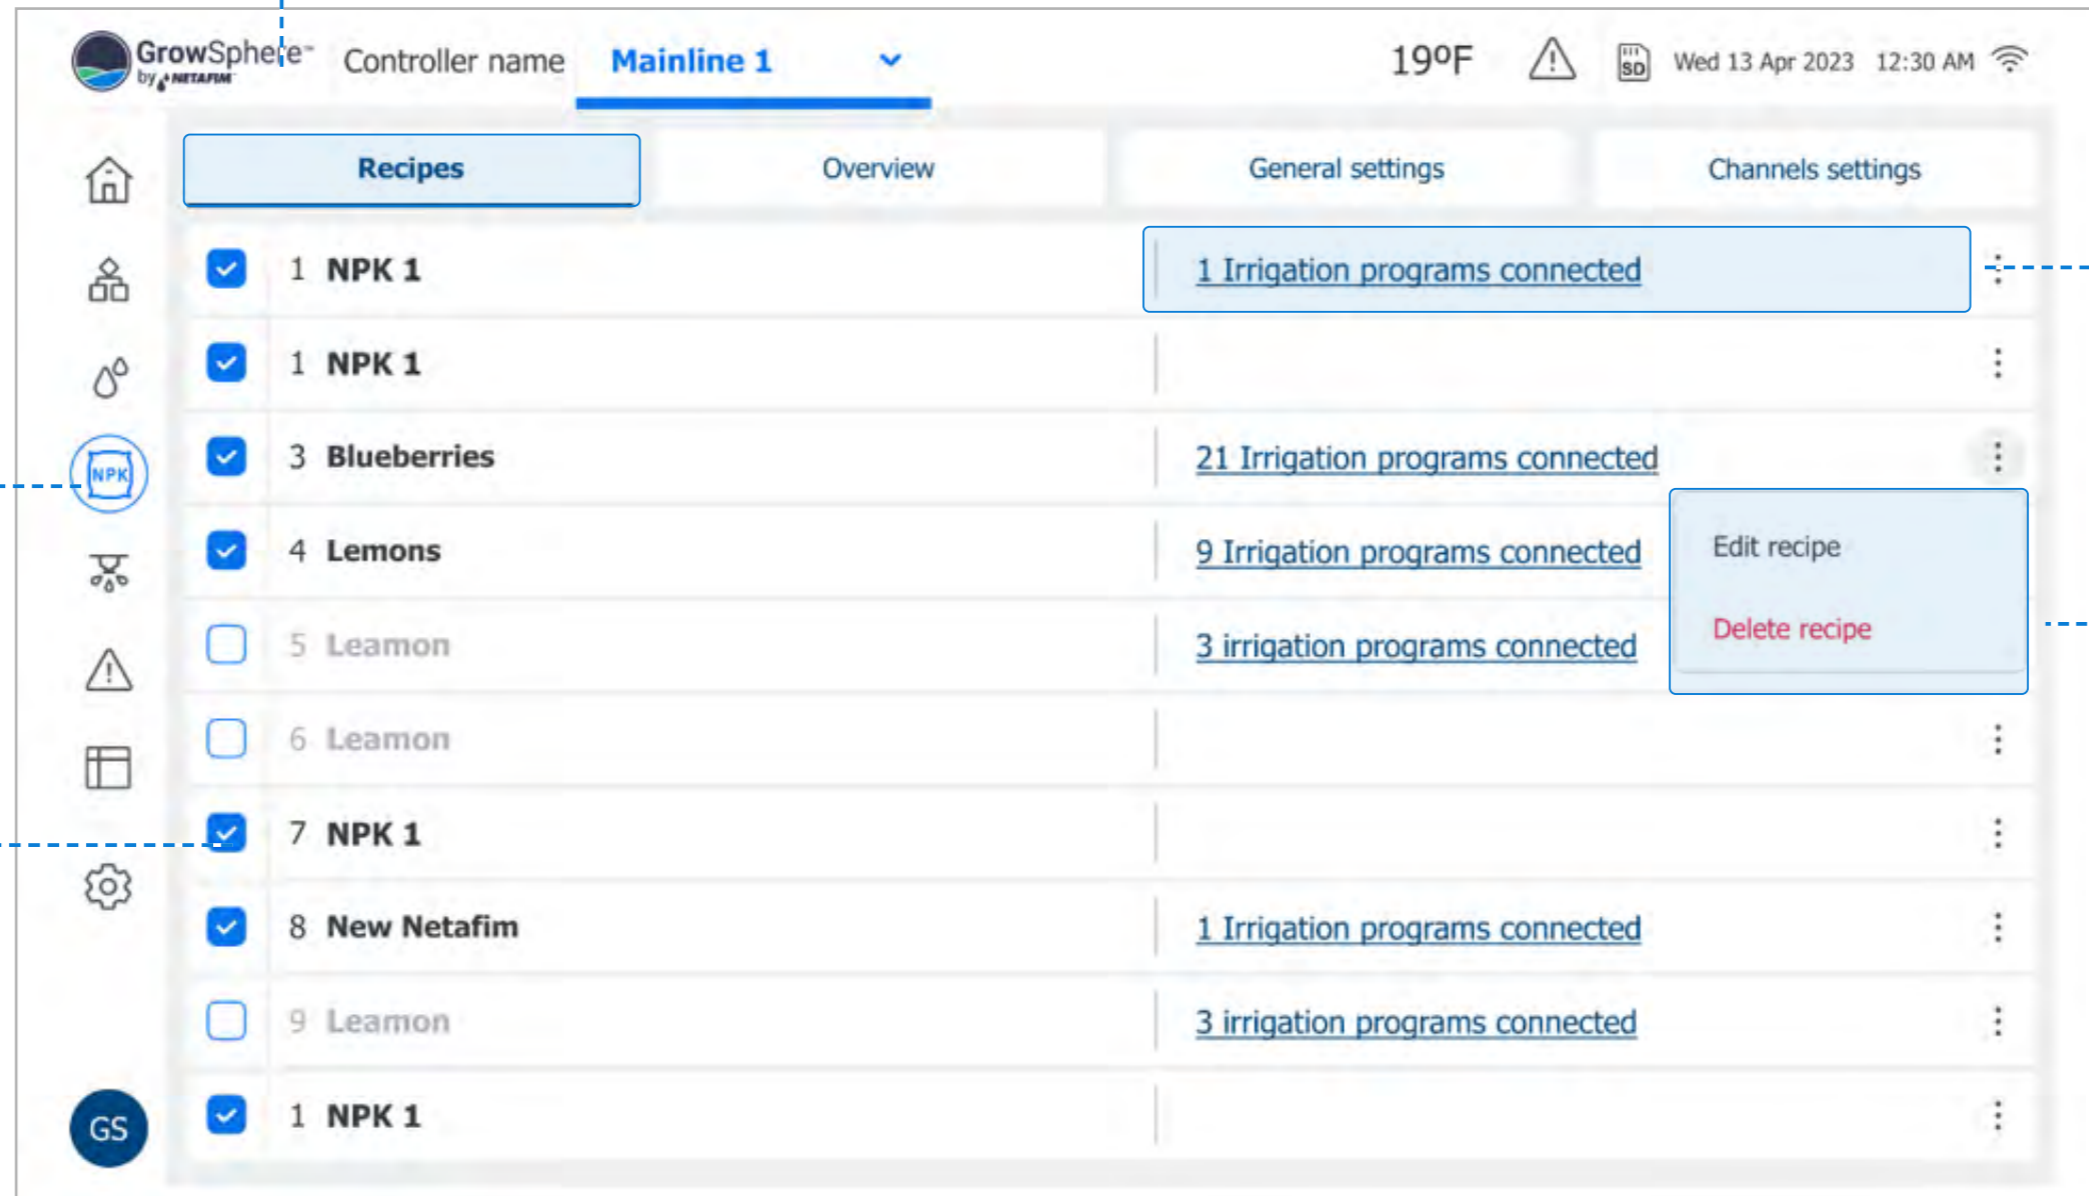 GrowSphere™ Controller name Mainline 1 19ºF SD Wed 13 Apr 2023 12:30 AM
by NETAFIM™
Recipes Overview General settings Channels settings
1 NPK 1 1 Irrigation programs connected
1 NPK 1
3 Blueberries 21 Irrigation programs connected
NPK
4 Lemons 9 Irrigation programs connected Edit recipe
5 Leamon 3 irrigation programs connected Delete recipe
6 Leamon
7 NPK 1
8 New Netafim 1 Irrigation programs connected
9 Leamon 3 irrigation programs connected
GS 1 NPK 1